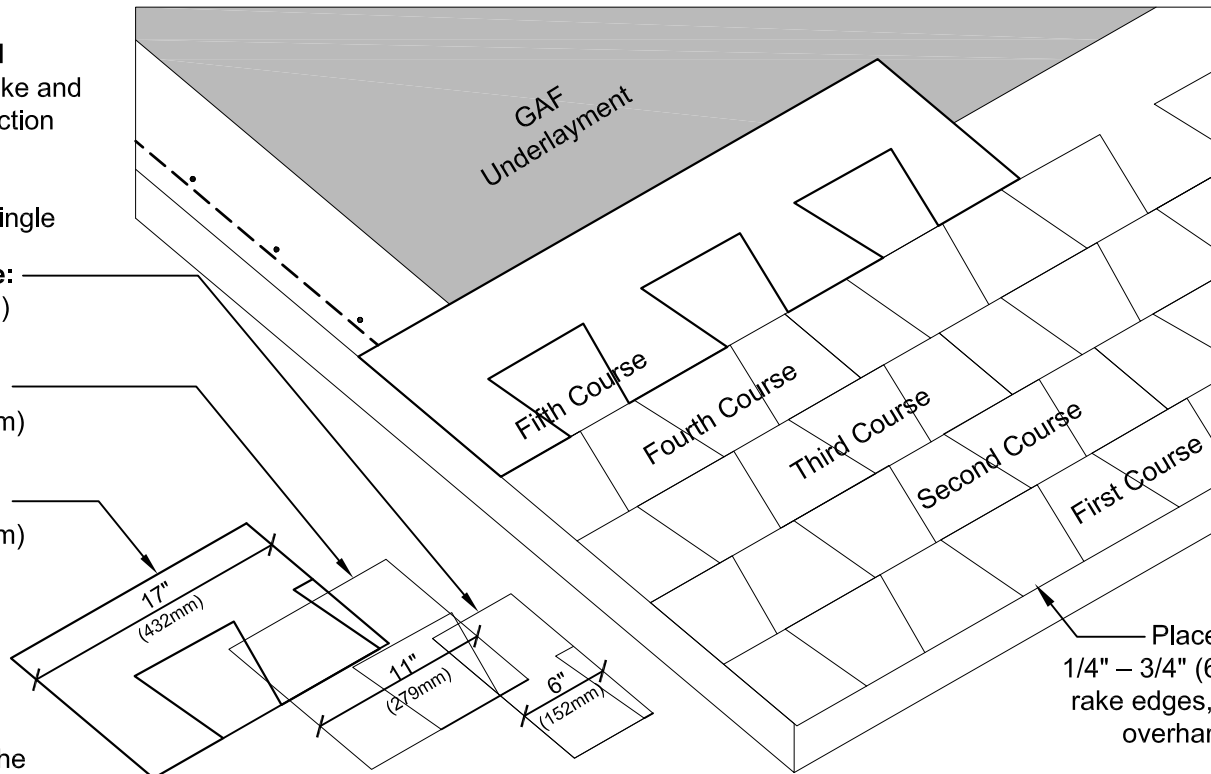 ke and
ction
ingle
e:
)
m)
m)
he
GAF
Underlayment
Fifth Course
Fourth Course
Third Course
Second Course
First Course
17"
(432mm)
11"
(279mm)
6"
(152mm)
Place
1/4" – 3/4" (6
rake edges,
overhan